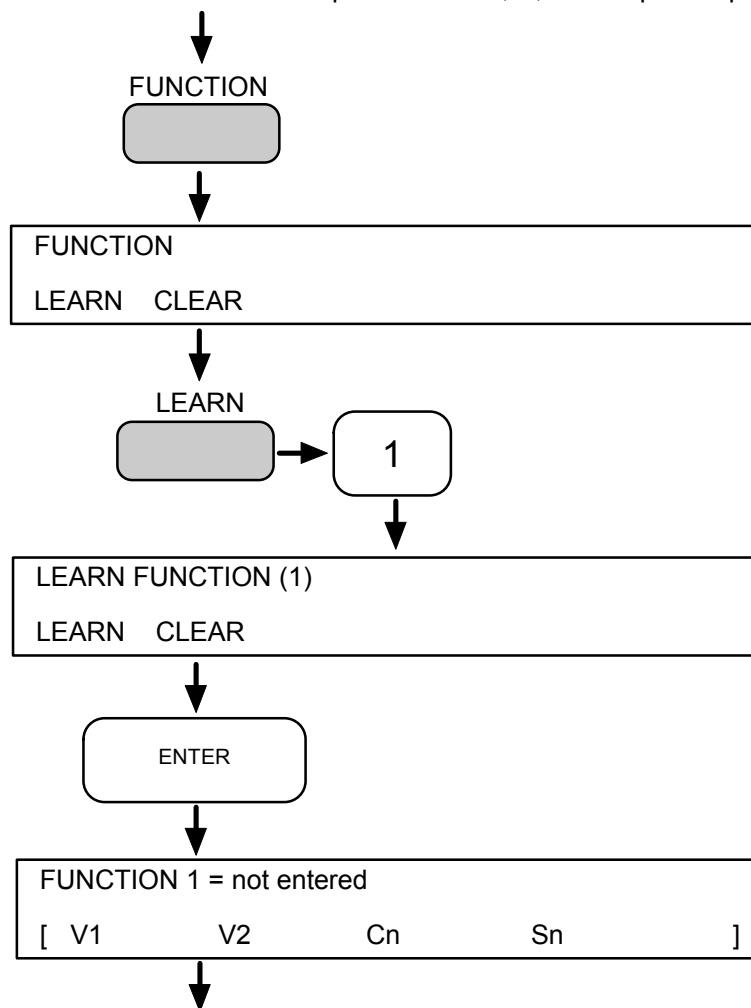 FUNCTION
FUNCTION
LEARN CLEAR
LEARN
1
LEARN FUNCTION (1)
LEARN CLEAR
ENTER
FUNCTION 1 = not entered
[ V1 V2 Cn Sn ]